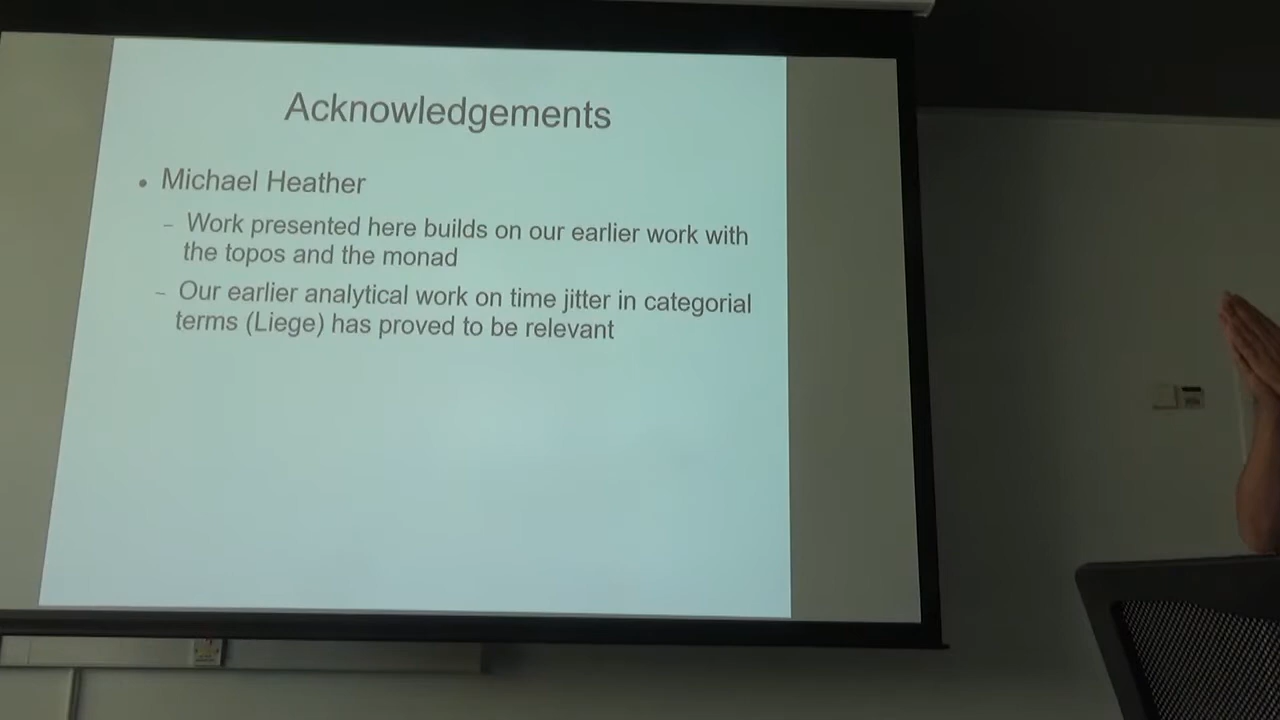 Acknowledgements
• Michael Heather
– Work presented here builds on our earlier work with
the topos and the monad
– Our earlier analytical work on time jitter in categorial
terms (Liege) has proved to be relevant